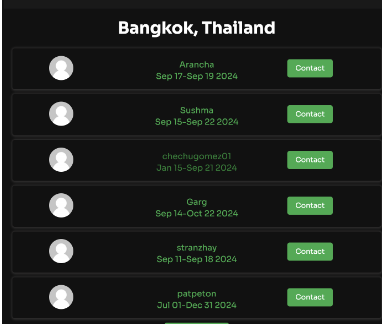 Bangkok, Thailand
Arancha
Sep 17-Sep 19 2024
Contact
Sushma
Sep 15-Sep 22 2024
Contact
chechugomez01
Jan 15-Sep 21 2024
Contact
Garg
Sep 14-Oct 22 2024
Contact
stranzhay
Sep 11-Sep 18 2024
Contact
patpeton
Jul 01-Dec 31 2024
Contact